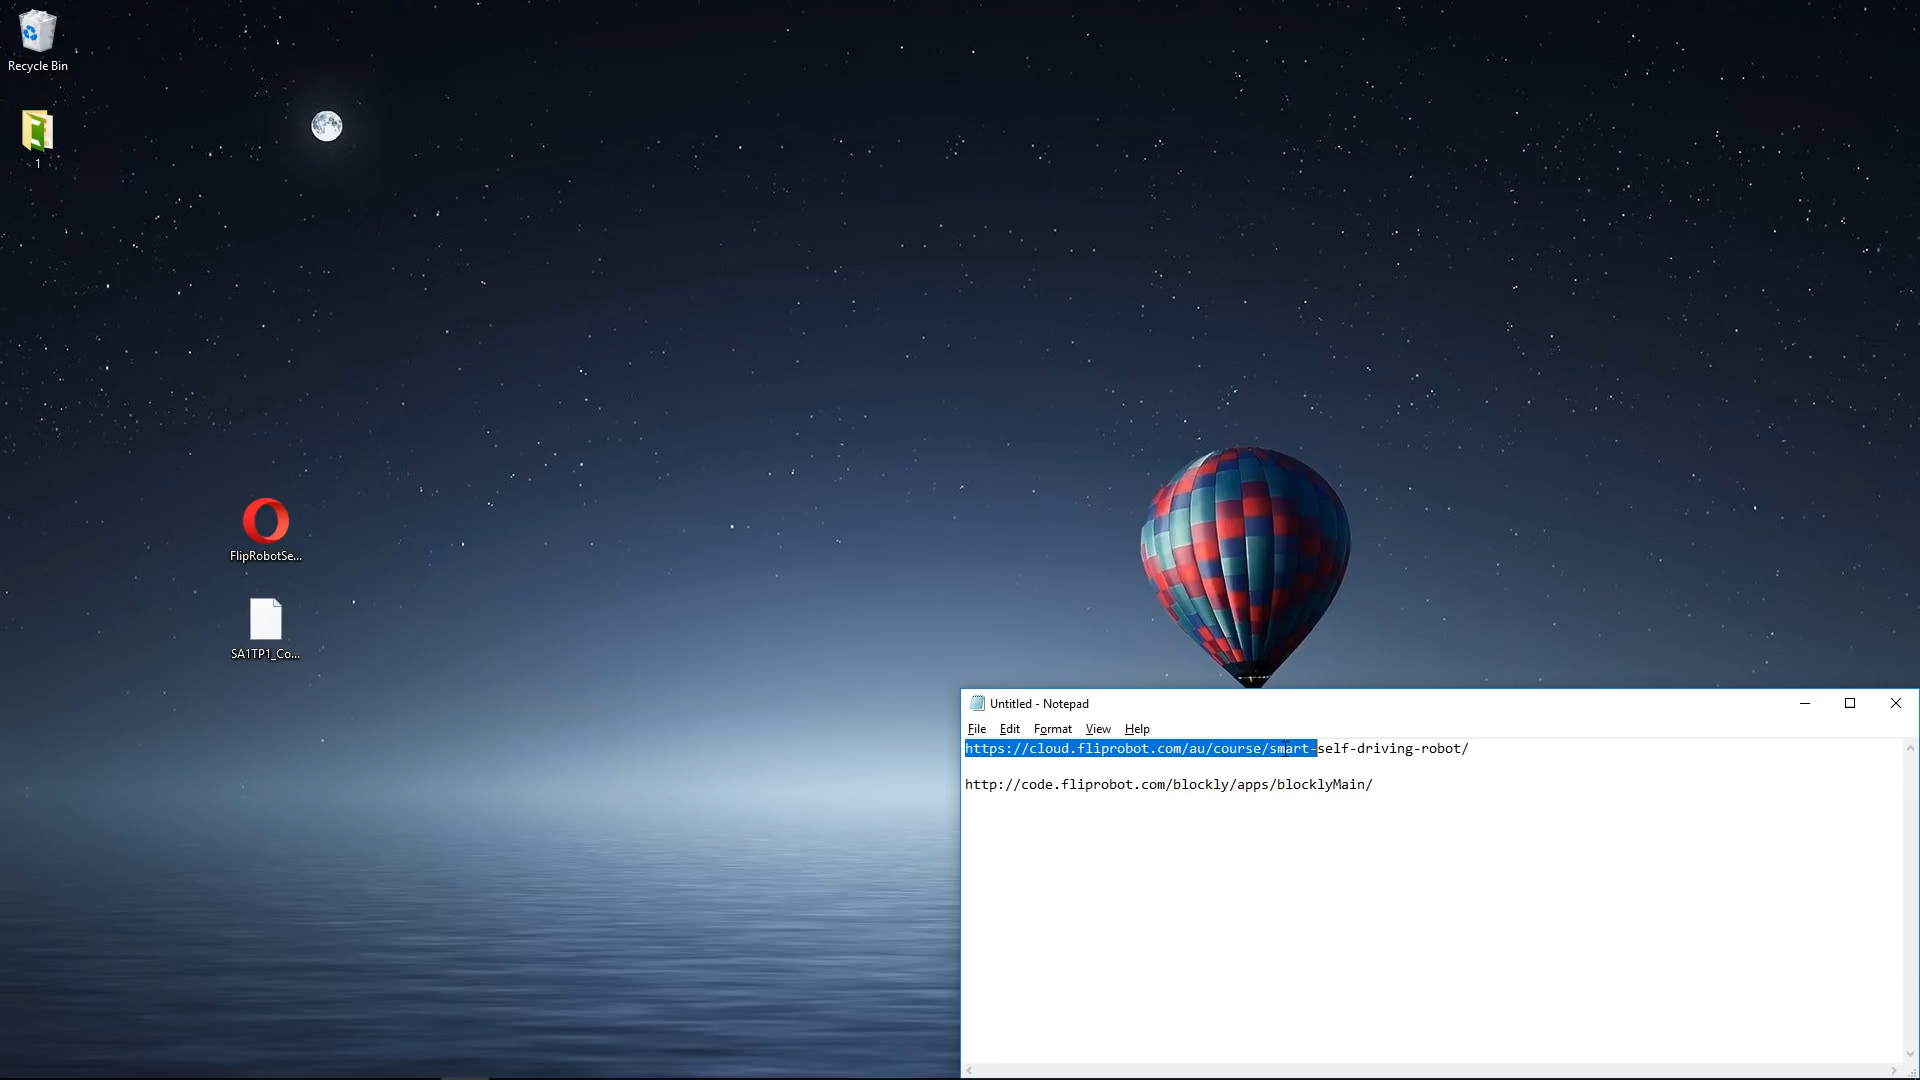 Recycle Bin
1
FlipRobotSe...
SA1TP1_Co...
Untitled - Notepad
File Edit Format View Help
https://cloud.fliprobot.com/au/course/smart-self-driving-robot/
http://code.fliprobot.com/blockly/apps/blocklyMain/